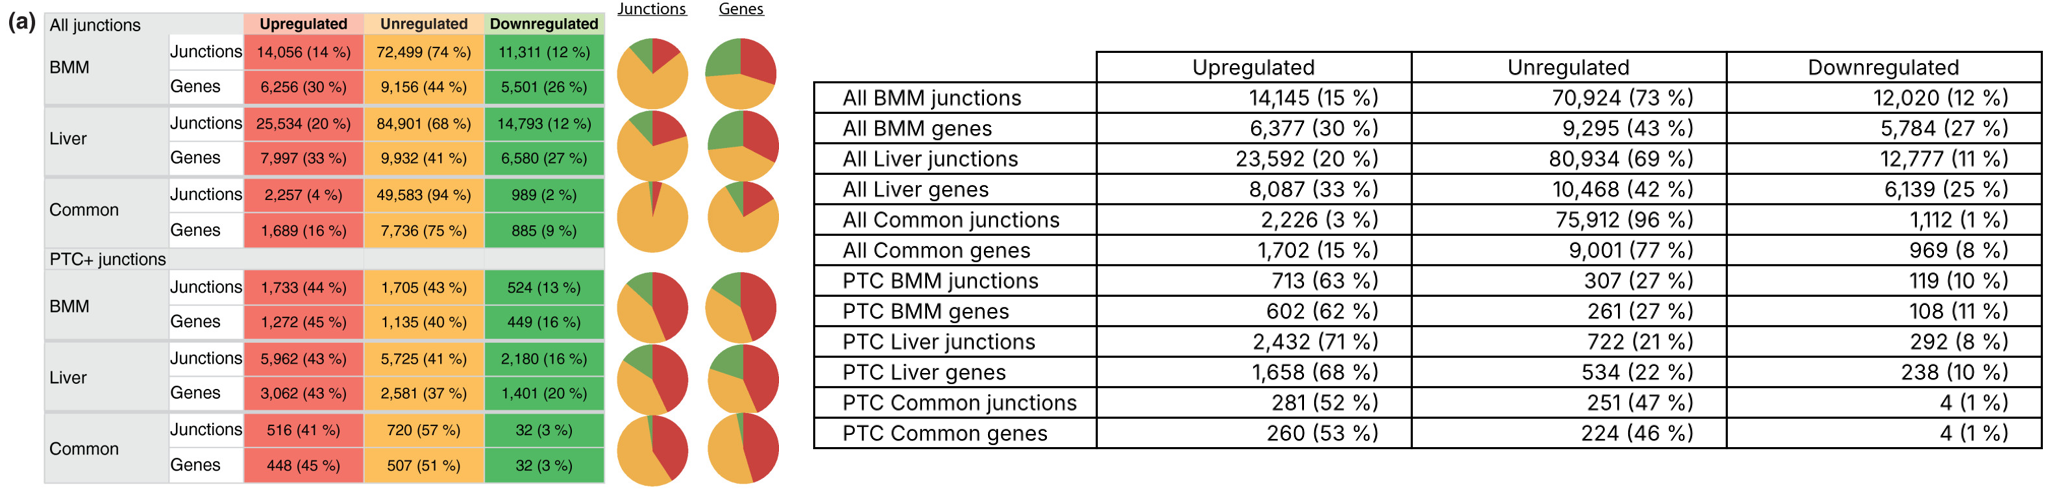 (a)
All junctions Upregulated Unregulated Downregulated
BMM
Junctions 14,056 (14 %) 72,499 (74 %) 11,311 (12 %)
Genes 6,256 (30 %) 9,156 (44 %) 5,501 (26 %)
Liver
Junctions 25,534 (20 %) 84,901 (68 %) 14,793 (12 %)
Genes 7,997 (33 %) 9,932 (41 %) 6,580 (27 %)
Common
Junctions 2,257 (4 %) 49,583 (94 %) 989 (2 %)
Genes 1,689 (16 %) 7,736 (75 %) 885 (9 %)
PTC+ junctions
BMM
Junctions 1,733 (44 %) 1,705 (43 %) 524 (13 %)
Genes 1,272 (45 %) 1,135 (40 %) 449 (16 %)
Liver
Junctions 5,962 (43 %) 5,725 (41 %) 2,180 (16 %)
Genes 3,062 (43 %) 2,581 (37 %) 1,401 (20 %)
Common
Junctions 516 (41 %) 720 (57 %) 32 (3 %)
Genes 448 (45 %) 507 (51 %) 32 (3 %)
Junctions Genes
Upregulated Unregulated Downregulated
All BMM junctions 14,145 (15 %) 70,924 (73 %) 12,020 (12 %)
All BMM genes 6,377 (30 %) 9,295 (43 %) 5,784 (27 %)
All Liver junctions 23,592 (20 %) 80,934 (69 %) 12,777 (11 %)
All Liver genes 8,087 (33 %) 10,468 (42 %) 6,139 (25 %)
All Common junctions 2,226 (3 %) 75,912 (96 %) 1,112 (1 %)
All Common genes 1,702 (15 %) 9,001 (77 %) 969 (8 %)
PTC BMM junctions 713 (63 %) 307 (27 %) 119 (10 %)
PTC BMM genes 602 (62 %) 261 (27 %) 108 (11 %)
PTC Liver junctions 2,432 (71 %) 722 (21 %) 292 (8 %)
PTC Liver genes 1,658 (68 %) 534 (22 %) 238 (10 %)
PTC Common junctions 281 (52 %) 251 (47 %) 4 (1 %)
PTC Common genes 260 (53 %) 224 (46 %) 4 (1 %)